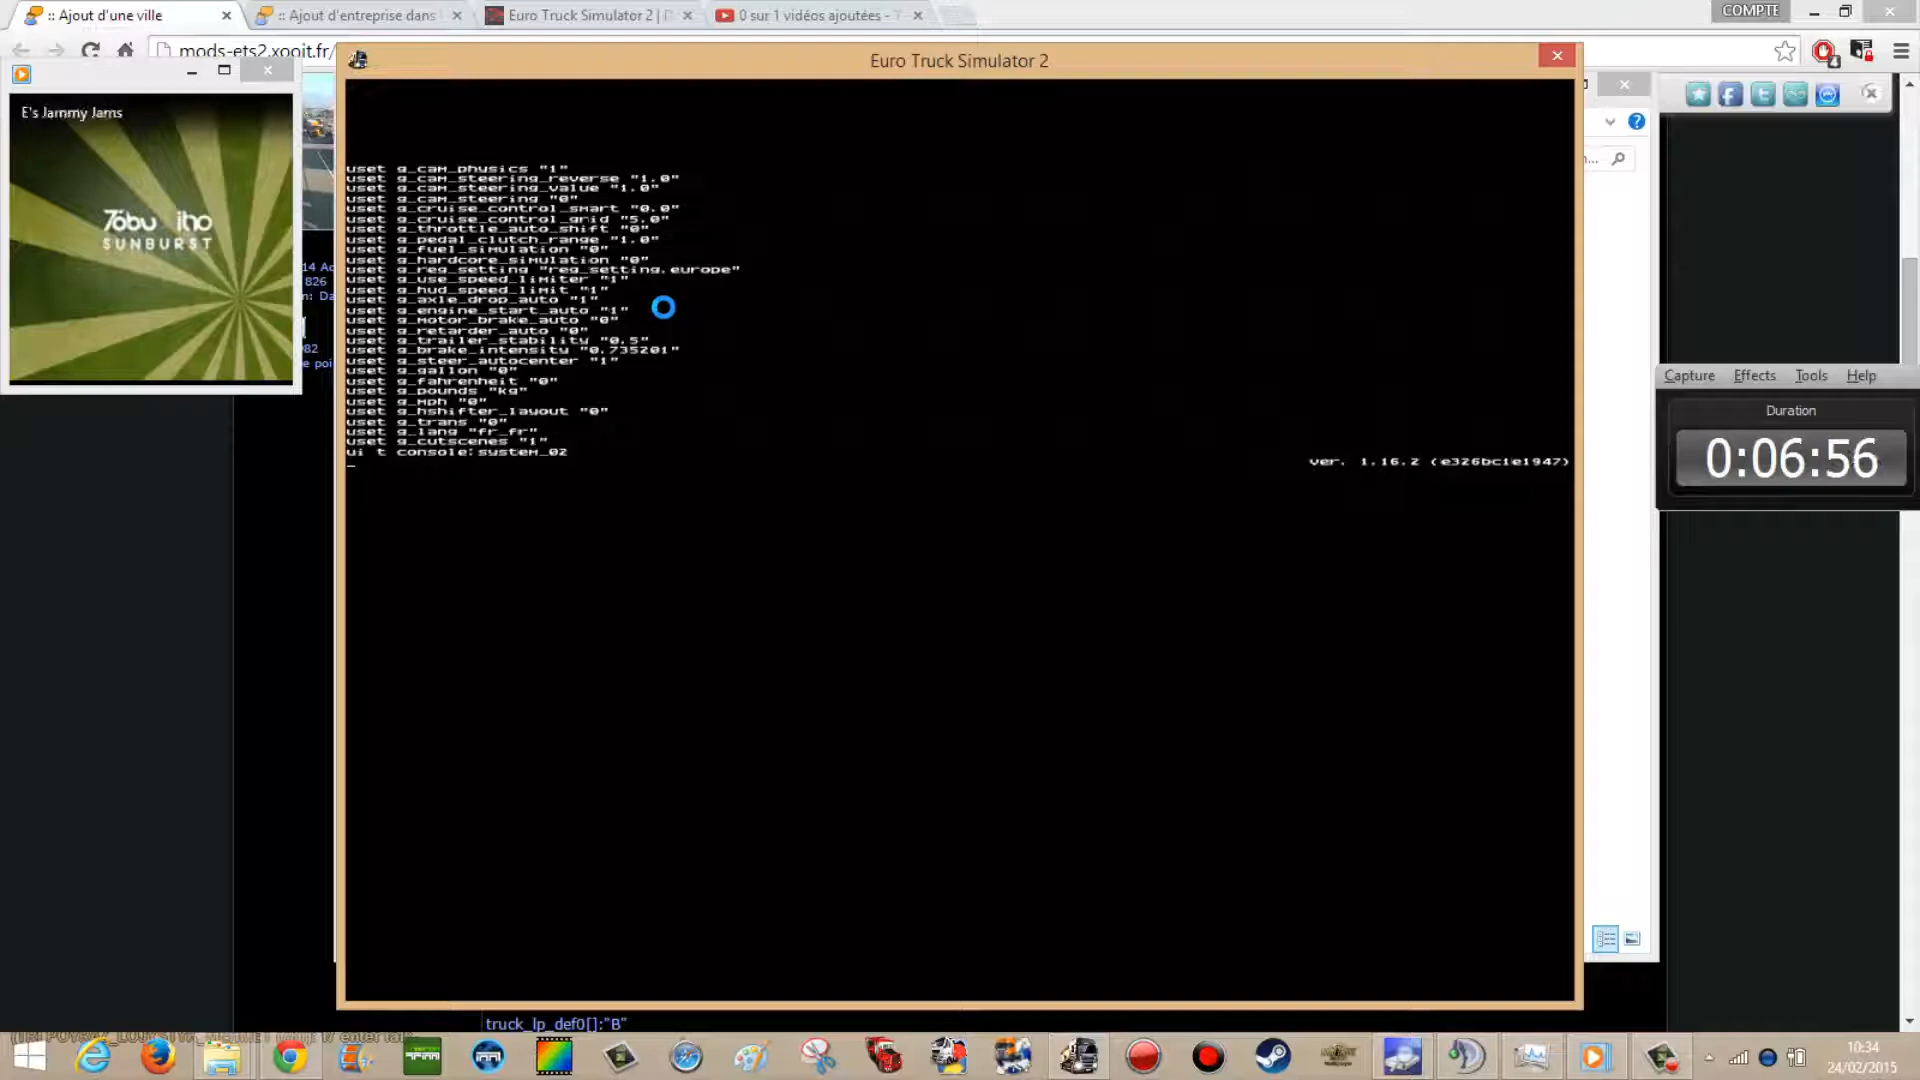 :: Ajout d'une ville
:: Ajout d'entreprise dans
Euro Truck Simulator 2 |
0 sur 1 vidéos ajoutées -
COMPTE
mods-ets2.xooit.fr/
Euro Truck Simulator 2
E's Jammy Jams
SUNBURST
uset g_cam_physics "1"
uset g_cam_steering_reverse "1.0"
uset g_cam_steering_value "1.0"
uset g_cam_steering "0"
uset g_cruise_control_smart "0.0"
uset g_cruise_control_grid "5.0"
uset g_throttle_auto_shift "0"
uset g_pedal_clutch_range "1.0"
uset g_fuel_simulation "0"
uset g_hardcore_simulation "0"
uset g_reg_setting "reg_setting.europe"
uset g_use_speed_limiter "1"
uset g_hud_speed_limit "1"
uset g_axle_drop_auto "1"
uset g_engine_start_auto "1"
uset g_motor_brake_auto "0"
uset g_retarder_auto "0"
uset g_trailer_stability "0.5"
uset g_brake_intensity "0.735201"
uset g_steer_autocenter "1"
uset g_gallon "0"
uset g_fahrenheit "0"
uset g_pounds "kg"
uset g_mph "0"
uset g_hshifter_layout "0"
uset g_trans "0"
uset g_lang "fr_fr"
uset g_cutscenes "1"
ui t console:system_02
ver. 1.16.2 (e326bc1e1947)
Capture Effects Tools Help
Duration
0:06:56
truck_lp_def0[]:"B"
10:34
24/02/2015